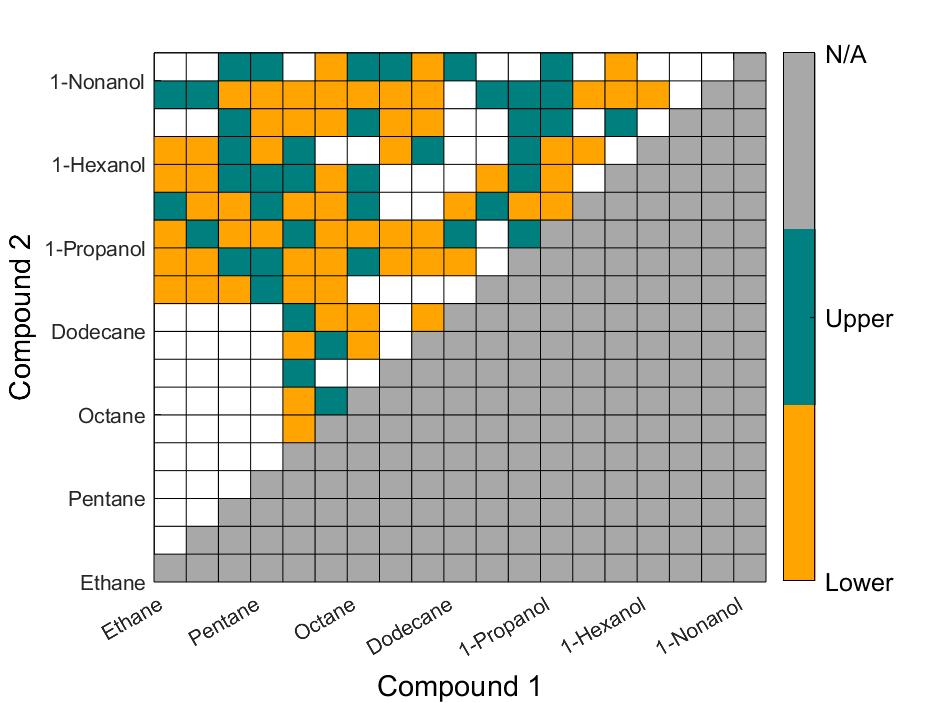 N/A
1-Nonanol
1-Hexanol
1-Propanol
Dodecane
Octane
Pentane
Ethane
Compound 2
Upper
Lower
Ethane
Pentane
Octane
Dodecane
1-Propanol
1-Hexanol
1-Nonanol
Compound 1